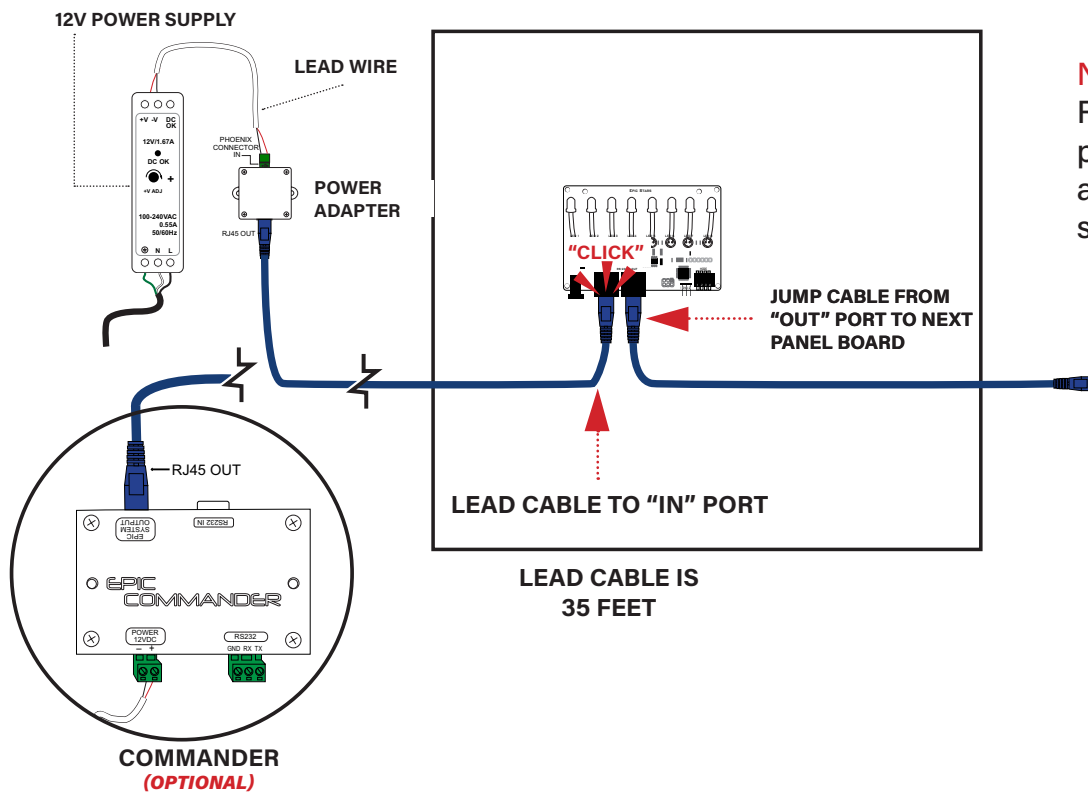 12V POWER SUPPLY
LEAD WIRE
+V -V DC
OK
12V/1.67A
DC OK
+
+V ADJ
100-240VAC
0.55A
50/60Hz
N L
PHOENIX
CONNECTOR
IN
POWER
ADAPTER
RJ45 OUT
EPIC STARS
"CLICK"
JUMP CABLE FROM
"OUT" PORT TO NEXT
PANEL BOARD
LEAD CABLE TO "IN" PORT
LEAD CABLE IS
35 FEET
RJ45 OUT
EPIC
SYSTEM
OUTPUT
RS232 IN
EPIC
COMMANDER
POWER
12VDC
– +
RS232
GND RX TX
COMMANDER
(OPTIONAL)